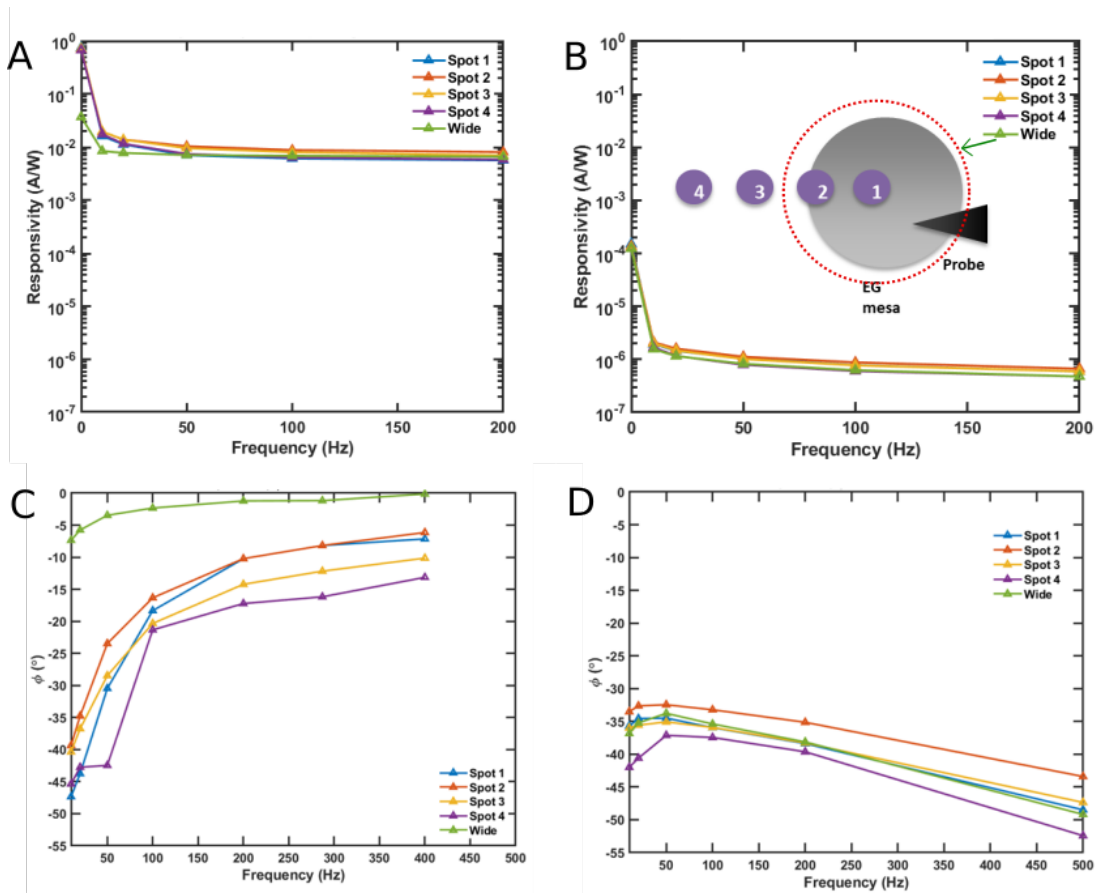 A
Responsivity (A/W)
10^0
10^-1
10^-2
10^-3
10^-4
10^-5
10^-6
10^-7
0 50 100 150 200
Frequency (Hz)
Spot 1
Spot 2
Spot 3
Spot 4
Wide
B
Responsivity (A/W)
10^0
10^-1
10^-2
10^-3
10^-4
10^-5
10^-6
10^-7
0 50 100 150 200
Frequency (Hz)
Spot 1
Spot 2
Spot 3
Spot 4
Wide
4 3 2 1
Probe
EG
mesa
C
ϕ (°)
0
-5
-10
-15
-20
-25
-30
-35
-40
-45
-50
-55
50 100 200 300 400 500
Frequency (Hz)
Spot 1
Spot 2
Spot 3
Spot 4
Wide
D
ϕ (°)
0
-5
-10
-15
-20
-25
-30
-35
-40
-45
-50
-55
50 100 150 200 250 300 350 400 450 500
Frequency (Hz)
Spot 1
Spot 2
Spot 3
Spot 4
Wide